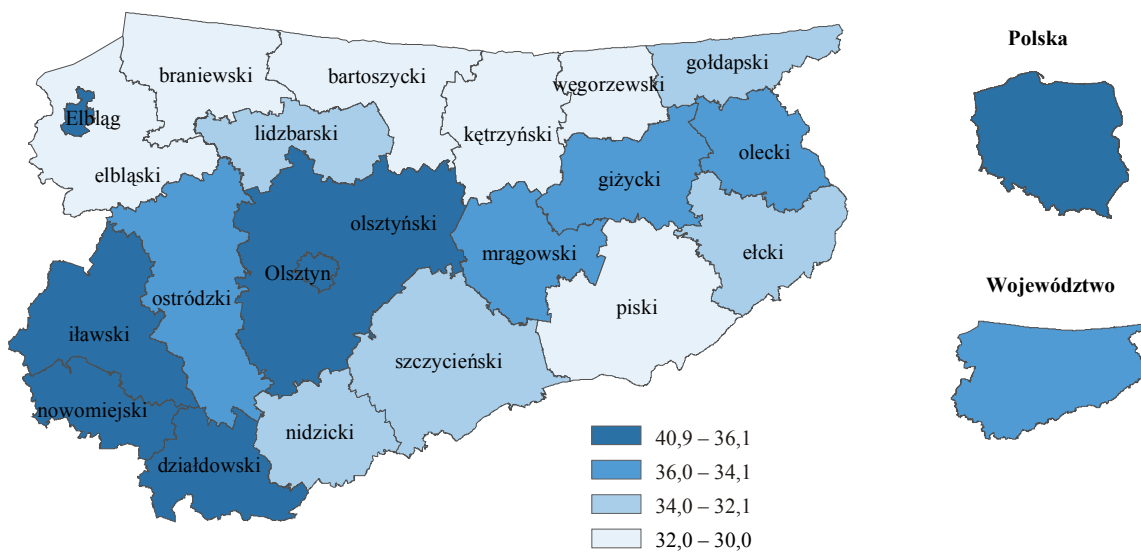 Polska
gołdapski
braniewski
bartoszycki
węgorzewski
Elbląg
lidzbarski
kętrzyński
olecki
elbląski
giżycki
olsztyński
mrągowski
ełcki
Olsztyn
Województwo
ostródzki
piski
iławski
szczycieński
nowomiejski
nidzicki
działdowski
40,9 – 36,1
36,0 – 34,1
34,0 – 32,1
32,0 – 30,0